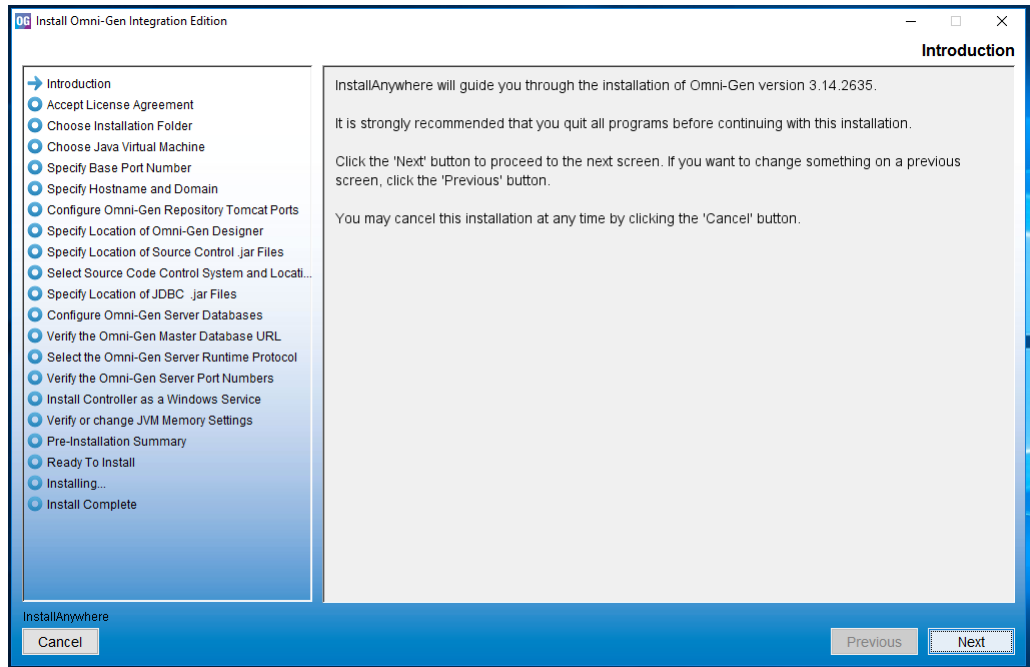 OG Install Omni-Gen Integration Edition
Introduction
Introduction
Accept License Agreement
Choose Installation Folder
Choose Java Virtual Machine
Specify Base Port Number
Specify Hostname and Domain
Configure Omni-Gen Repository Tomcat Ports
Specify Location of Omni-Gen Designer
Specify Location of Source Control .jar Files
Select Source Code Control System and Locati...
Specify Location of JDBC .jar Files
Configure Omni-Gen Server Databases
Verify the Omni-Gen Master Database URL
Select the Omni-Gen Server Runtime Protocol
Verify the Omni-Gen Server Port Numbers
Install Controller as a Windows Service
Verify or change JVM Memory Settings
Pre-Installation Summary
Ready To Install
Installing...
Install Complete
InstallAnywhere will guide you through the installation of Omni-Gen version 3.14.2635.
It is strongly recommended that you quit all programs before continuing with this installation.
Click the 'Next' button to proceed to the next screen. If you want to change something on a previous
screen, click the 'Previous' button.
You may cancel this installation at any time by clicking the 'Cancel' button.
InstallAnywhere
Cancel
Previous
Next